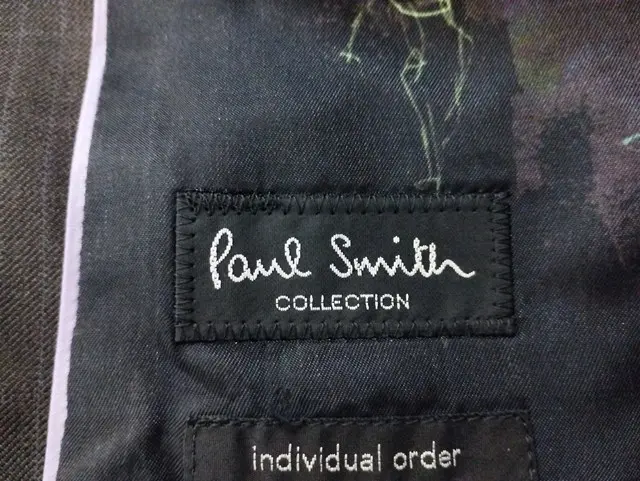 Paul Smith
COLLECTION
individual order